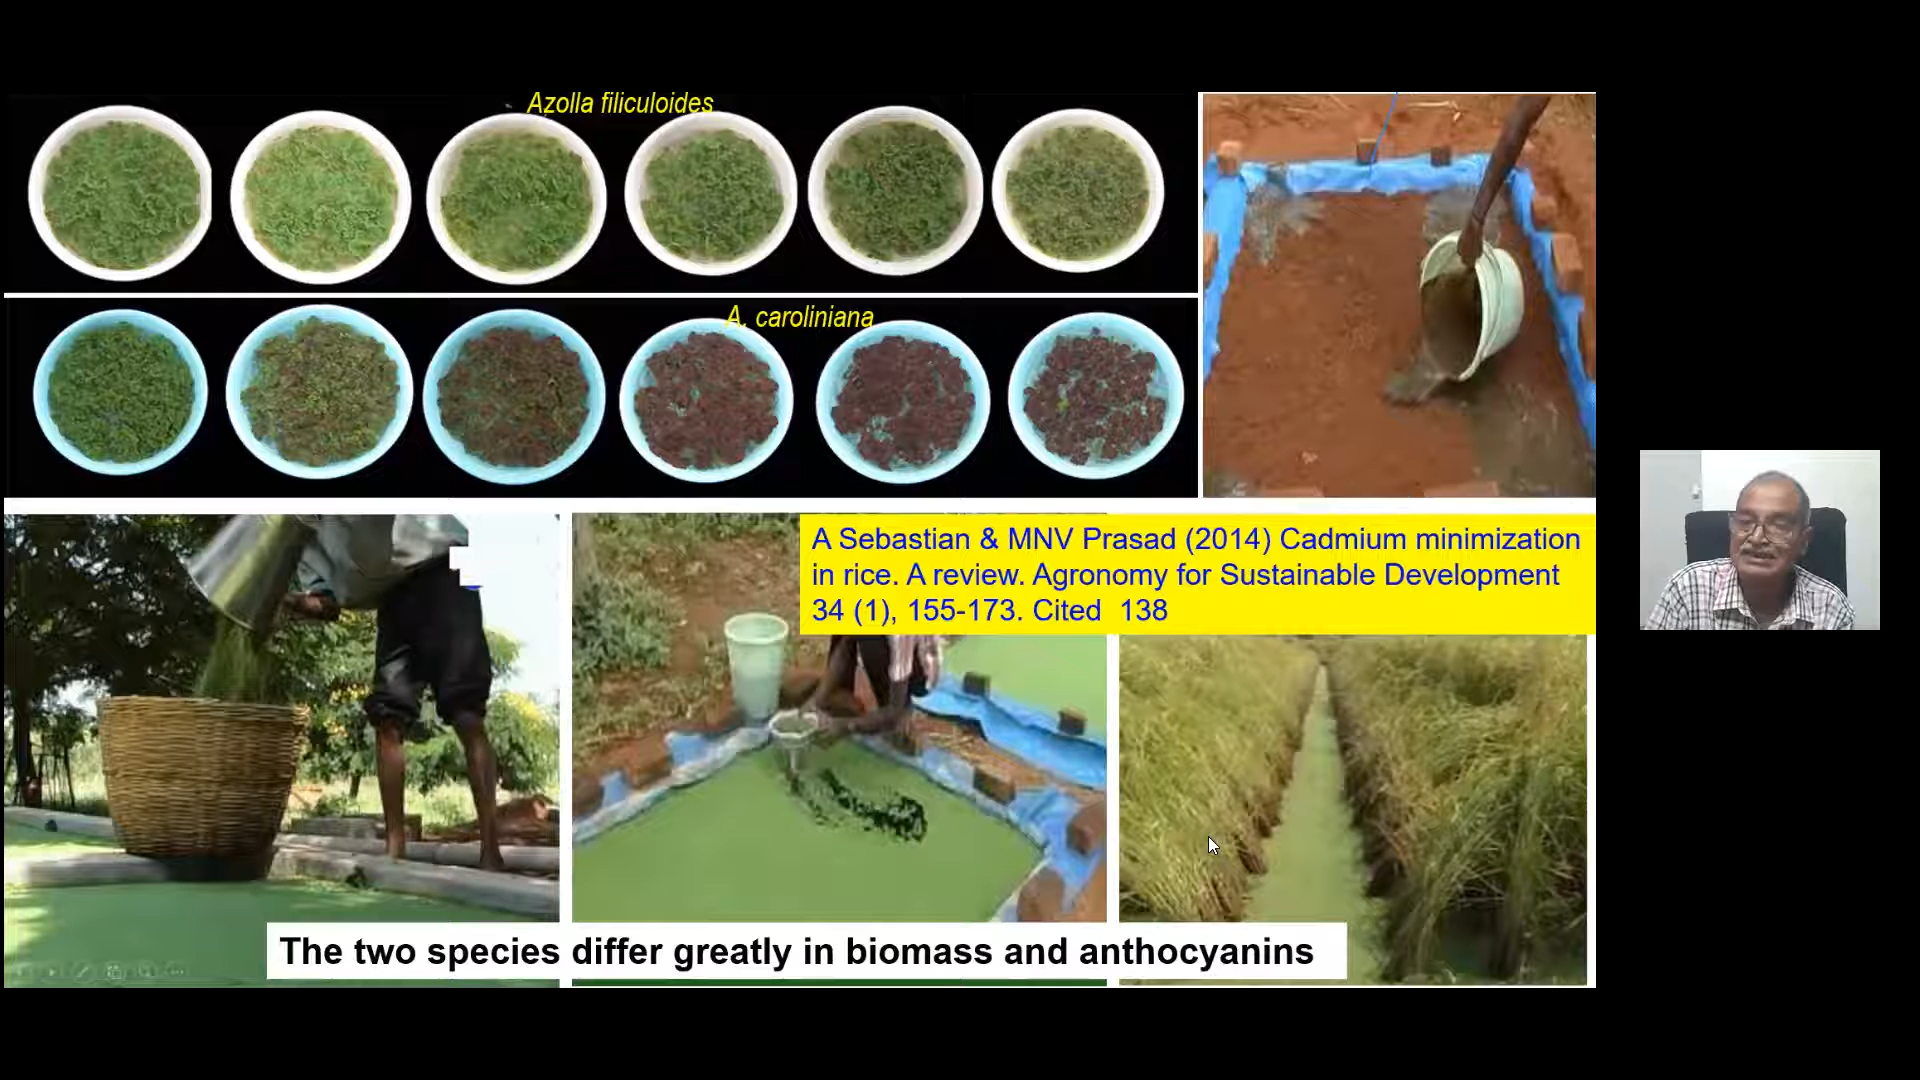 Azolla filiculoides
A. caroliniana
A Sebastian & MNV Prasad (2014) Cadmium minimization
in rice. A review. Agronomy for Sustainable Development
34 (1), 155-173. Cited  138
The two species differ greatly in biomass and anthocyanins